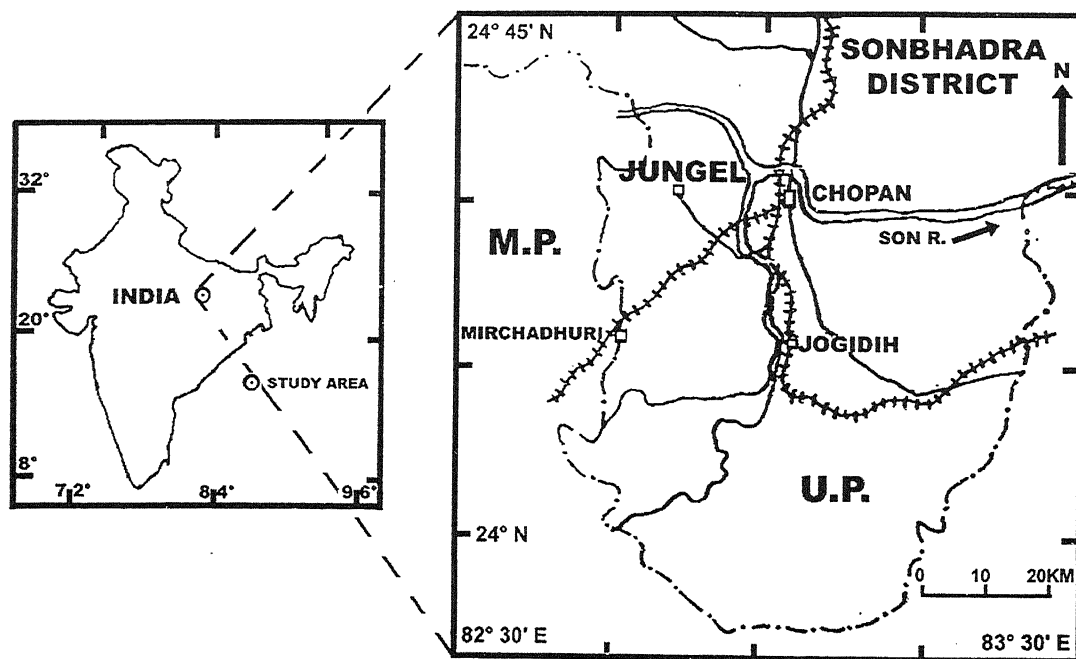 32°
20°
8°
72°
84°
96°
INDIA
STUDY AREA
24° 45' N
SONBHADRA
DISTRICT
N
JUNGEL
CHOPAN
M.P.
SON R.
MIRCHADHURI
JOGIDIH
U.P.
24° N
0 10 20KM
82° 30' E
83° 30' E